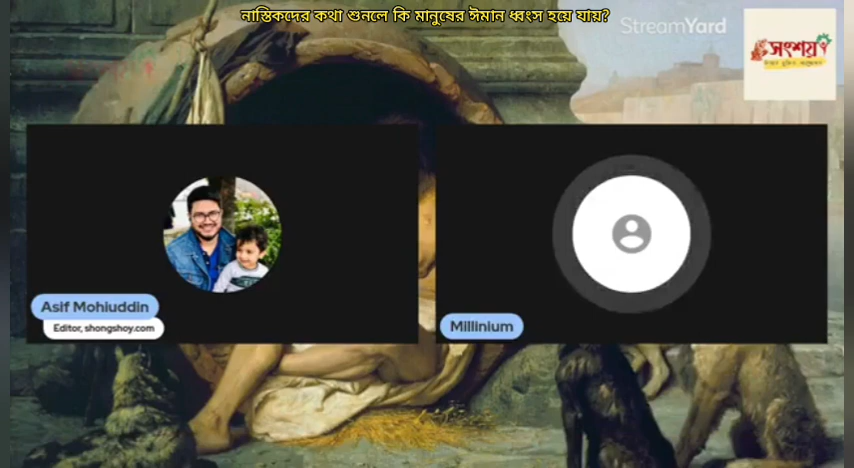 নাস্তিকদের কথা শুনলে কি মানুষের ঈমান ধ্বংস হয়ে যায়?
StreamYard
সংশয়
Asif Mohiuddin
Editor, shongshoy.com
Millinium